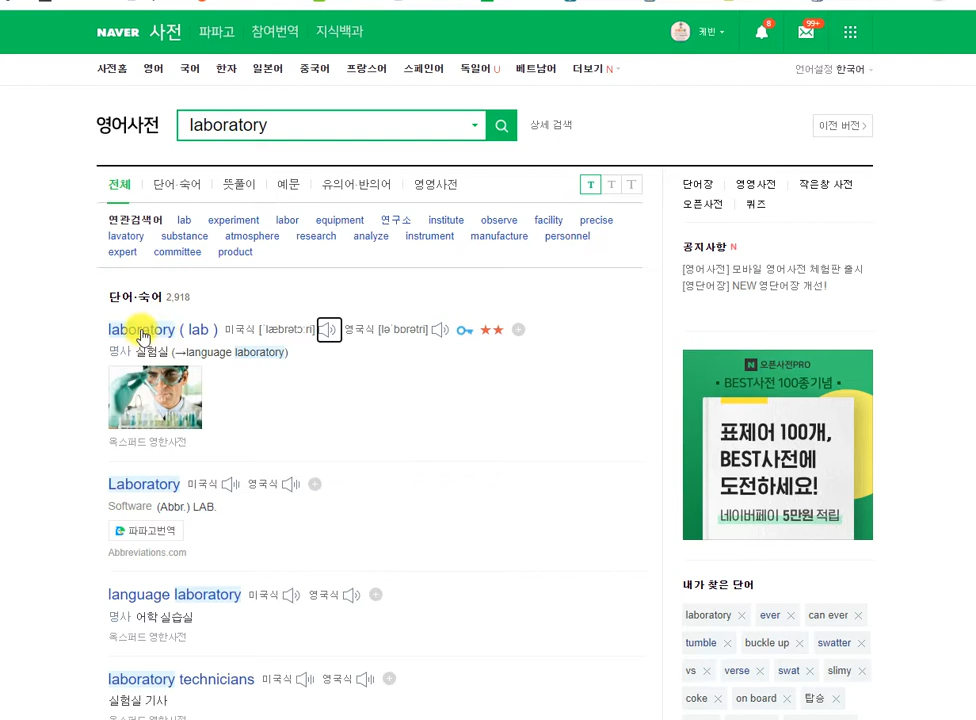 NAVER 사전 파파고 참여번역 지식백과 케빈 8 99+
사전홈 영어 국어 한자 일본어 중국어 프랑스어 스페인어 독일어 U 베트남어 더보기 N 언어설정 한국어
영어사전 laboratory 상세 검색 이전 버전
전체 단어·숙어 뜻풀이 예문 유의어·반의어 영영사전 T T T
연관검색어 lab experiment labor equipment 연구소 institute observe facility precise
lavatory substance atmosphere research analyze instrument manufacture personnel
expert committee product
단어·숙어 2,918
laboratory ( lab ) 미국식 [ˈlæbrətɔːri] 영국식 [ləˈbɒrətri] ★★
명사 실험실 (→language laboratory)
옥스퍼드 영한사전
Laboratory 미국식 영국식
Software (Abbr.) LAB.
파파고번역
Abbreviations.com
language laboratory 미국식 영국식
명사 어학 실습실
옥스퍼드 영한사전
laboratory technicians 미국식 영국식
실험실 기사
옥스퍼드 영한사전
단어장 영영사전 작은창 사전
오픈사전 퀴즈
공지사항 N
[영어사전] 모바일 영어사전 체험판 출시
[영단어장] NEW 영단어장 개선!
N 오픈사전PRO
• BEST사전 100종기념 •
표제어 100개,
BEST사전에
도전하세요!
네이버페이 5만원 적립
내가 찾은 단어
laboratory ever can ever
tumble buckle up swatter
vs verse swat slimy
coke on board 탑승